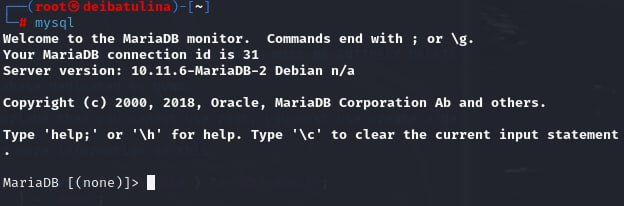 ┌──(root㉿deibatulina)-[~]
└─# mysql
Welcome to the MariaDB monitor.  Commands end with ; or \g.
Your MariaDB connection id is 31
Server version: 10.11.6-MariaDB-2 Debian n/a

Copyright (c) 2000, 2018, Oracle, MariaDB Corporation Ab and others.

Type 'help;' or '\h' for help. Type '\c' to clear the current input statement
.

MariaDB [(none)]>